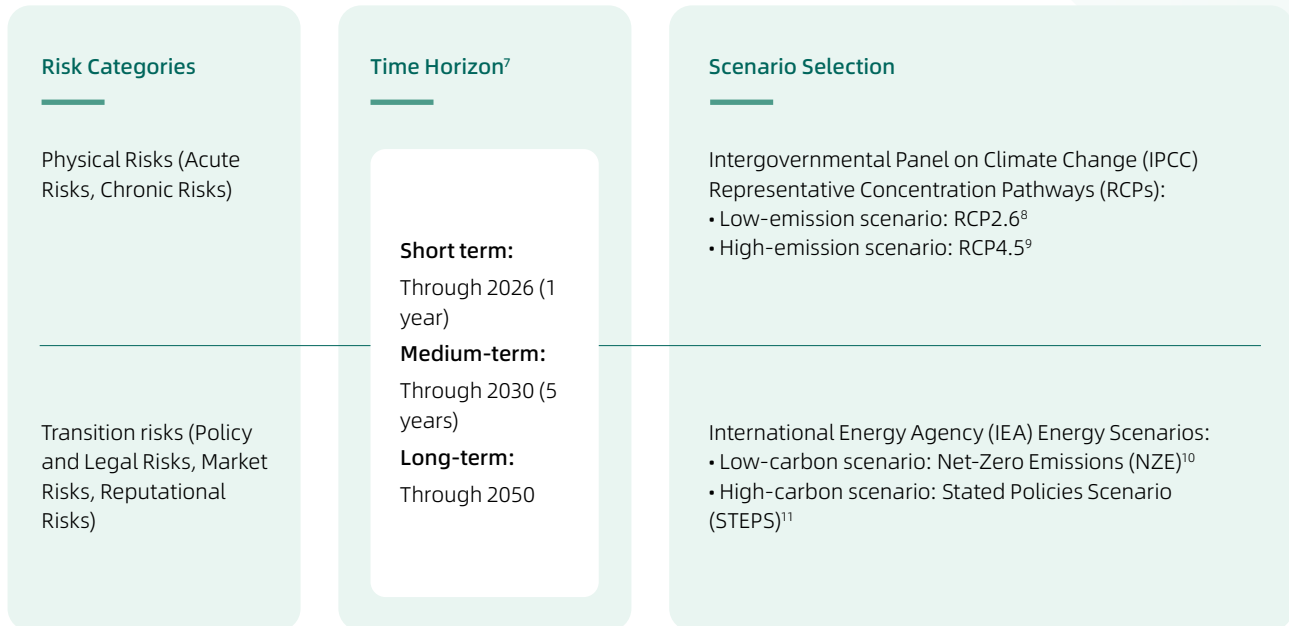 Risk Categories
Physical Risks (Acute
Risks, Chronic Risks)
Transition risks (Policy
and Legal Risks, Market
Risks, Reputational
Risks)
Time Horizon⁷
Short term:
Through 2026 (1
year)
Medium-term:
Through 2030 (5
years)
Long-term:
Through 2050
Scenario Selection
Intergovernmental Panel on Climate Change (IPCC)
Representative Concentration Pathways (RCPs):
• Low-emission scenario: RCP2.6⁸
• High-emission scenario: RCP4.5⁹
International Energy Agency (IEA) Energy Scenarios:
• Low-carbon scenario: Net-Zero Emissions (NZE)¹⁰
• High-carbon scenario: Stated Policies Scenario
(STEPS)¹¹